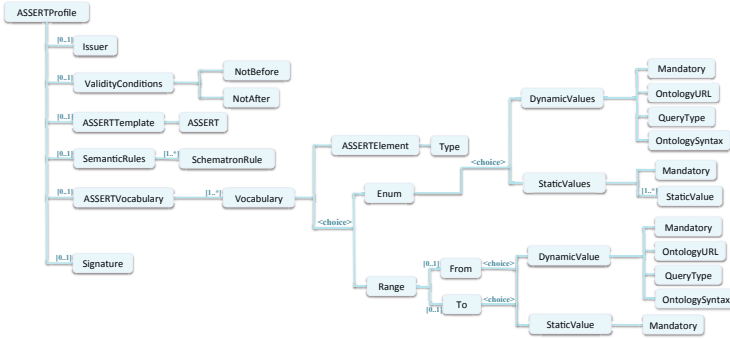 ASSERTProfile
[0..1]
Issuer
[0..1]
ValidityConditions
NotBefore
NotAfter
[0..1]
ASSERTTemplate
ASSERT
[0..1]
SemanticRules
[1..*]
SchematronRule
[0..1]
ASSERTVocabulary
[1..*]
Vocabulary
[0..1]
Signature
ASSERTElement
Type
<choice>
Enum
<choice>
DynamicValues
Mandatory
OntologyURL
QueryType
OntologySyntax
StaticValues
Mandatory
[1..*]
StaticValue
Range
[0..1]
From
<choice>
[0..1]
To
<choice>
DynamicValue
Mandatory
OntologyURL
QueryType
OntologySyntax
StaticValue
Mandatory